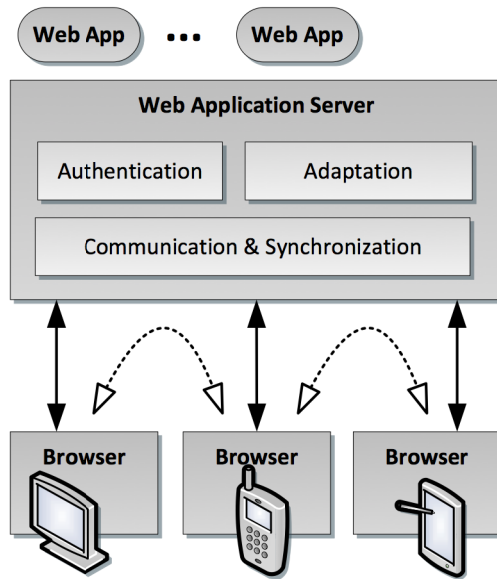 Web App ... Web App
Web Application Server
Authentication Adaptation
Communication & Synchronization
Browser Browser Browser